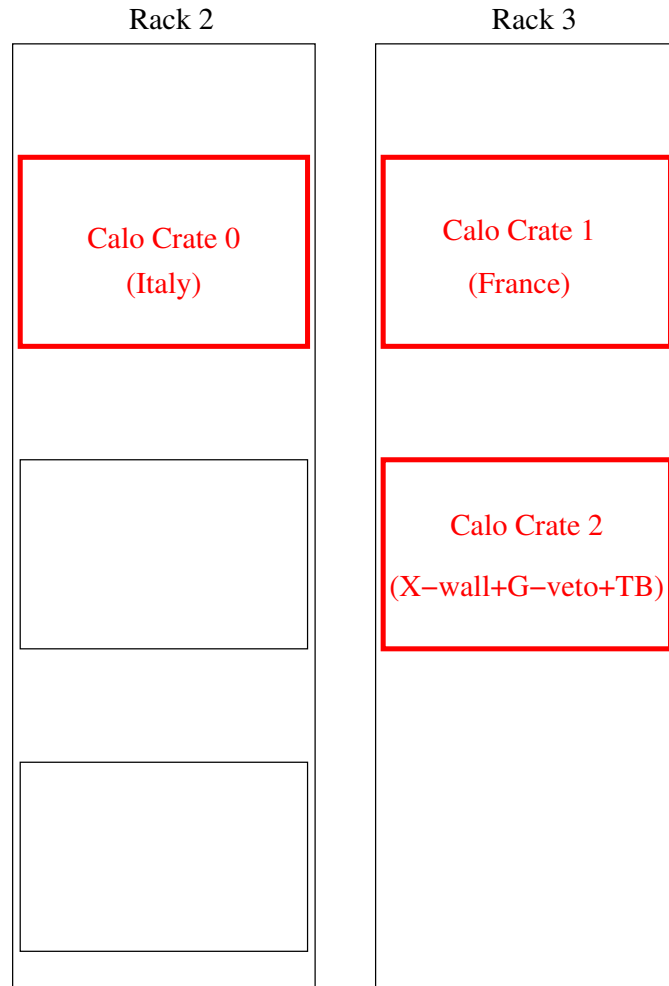 Rack 2
Rack 3
Calo Crate 0
(Italy)
Calo Crate 1
(France)
Calo Crate 2
(X−wall+G−veto+TB)